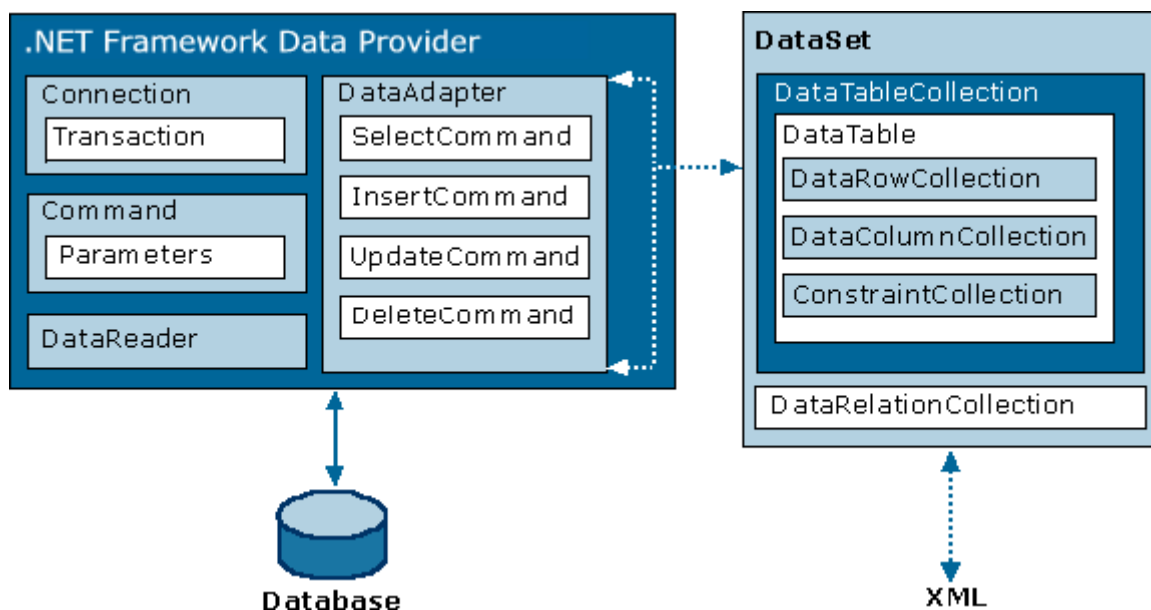 .NET Framework Data Provider
Connection
Transaction
Command
Parameters
DataReader
DataAdapter
SelectCommand
InsertCommand
UpdateCommand
DeleteCommand
Database
DataSet
DataTableCollection
DataTable
DataRowCollection
DataColumnCollection
ConstraintCollection
DataRelationCollection
XML